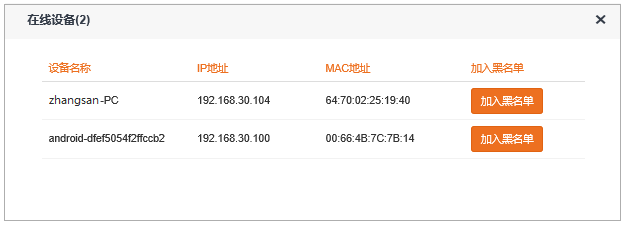 在线设备(2) ×
设备名称 IP地址 MAC地址 加入黑名单
zhangsan-PC 192.168.30.104 64:70:02:25:19:40 加入黑名单
android-dfef5054f2ffccb2 192.168.30.100 00:66:4B:7C:7B:14 加入黑名单